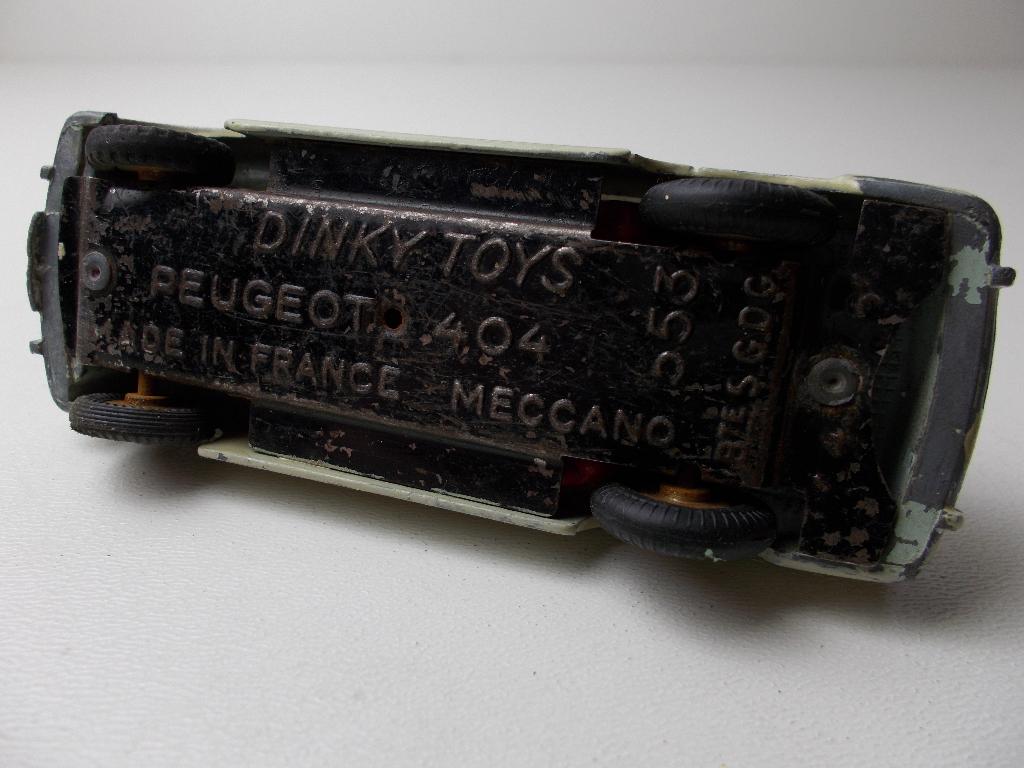 DINKY TOYS
PEUGEOT 404
553
MADE IN FRANCE MECCANO
BTE S.G.D.G.